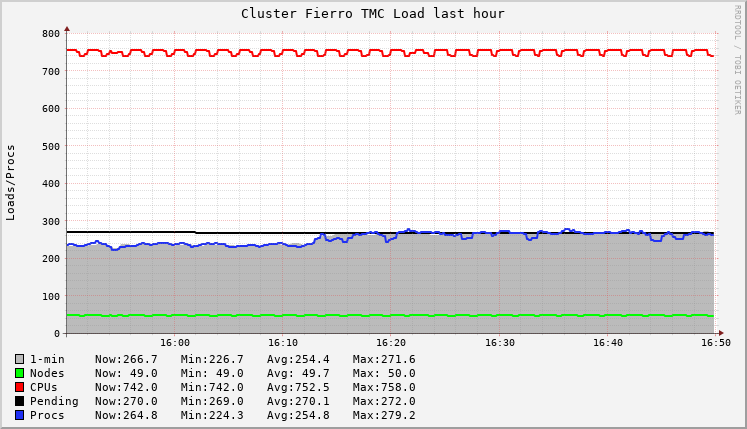 Cluster Fierro TMC Load last hour
RRDTOOL / TOBI OETIKER
Loads/Procs
800
700
600
500
400
300
200
100
0
16:00 16:10 16:20 16:30 16:40 16:50
1-min Now:266.7 Min:226.7 Avg:254.4 Max:271.6
Nodes Now: 49.0 Min: 49.0 Avg: 49.7 Max: 50.0
CPUs Now:742.0 Min:742.0 Avg:752.5 Max:758.0
Pending Now:270.0 Min:269.0 Avg:270.1 Max:272.0
Procs Now:264.8 Min:224.3 Avg:254.8 Max:279.2